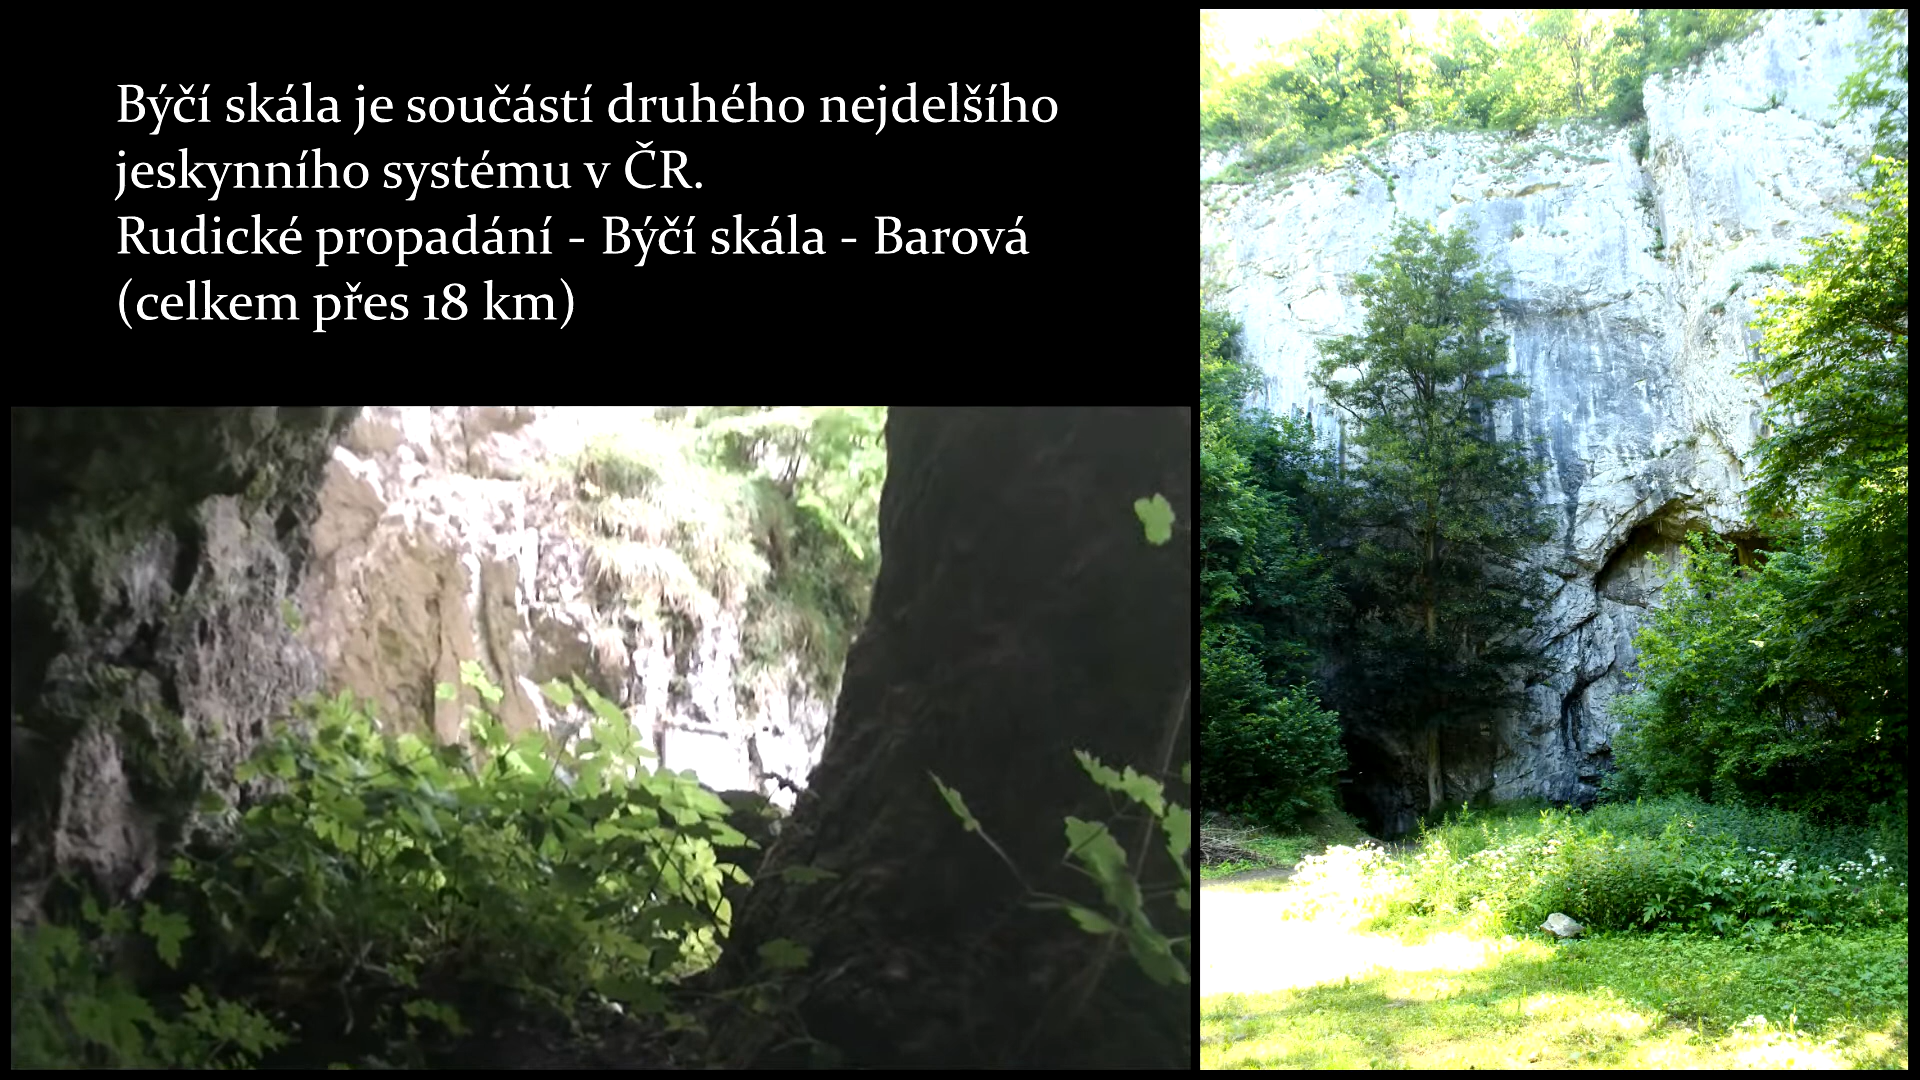 Býčí skála je součástí druhého nejdelšího
jeskynního systému v ČR.
Rudické propadání - Býčí skála - Barová
(celkem přes 18 km)